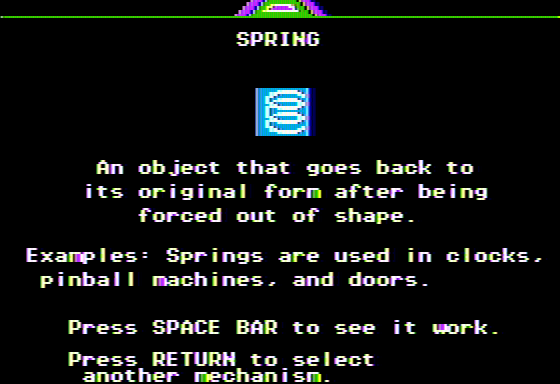 SPRING
An object that goes back to
its original form after being
forced out of shape.
Examples: Springs are used in clocks,
pinball machines, and doors.
Press SPACE BAR to see it work.
Press RETURN to select
another mechanism.